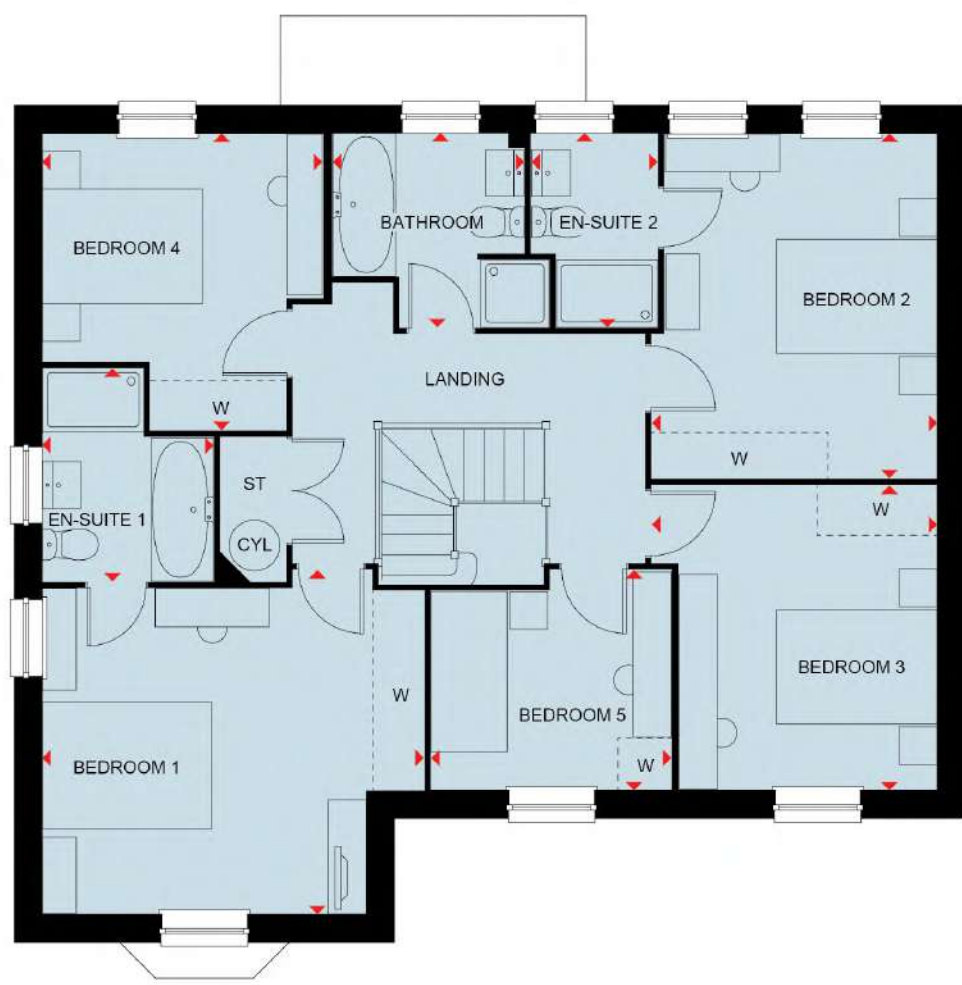 BATHROOM
EN-SUITE 2
BEDROOM 4
BEDROOM 2
LANDING
W
W
ST
W
EN-SUITE 1
CYL
BEDROOM 3
W
BEDROOM 5
BEDROOM 1
W